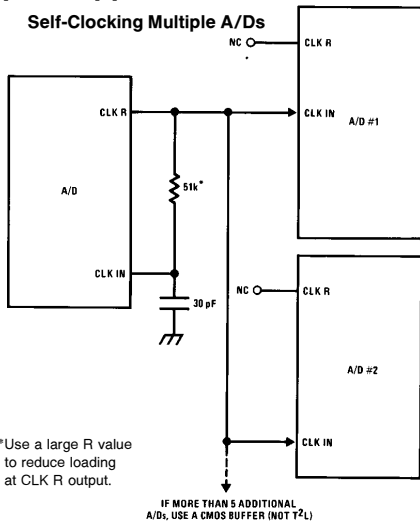 Self-Clocking Multiple A/Ds
NC
CLK R
CLK R
CLK IN
A/D #1
A/D
51k*
CLK IN
30 pF
NC
CLK R
A/D #2
CLK IN
*Use a large R value
to reduce loading
at CLK R output.
IF MORE THAN 5 ADDITIONAL
A/Ds, USE A CMOS BUFFER (NOT T²L)